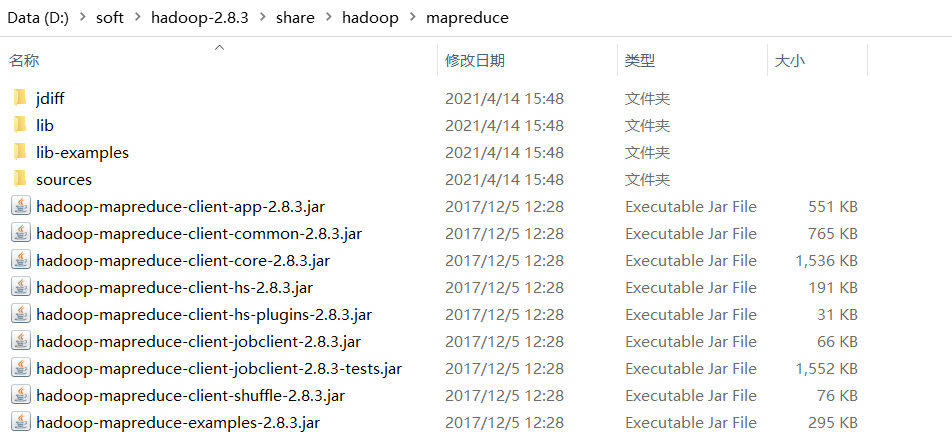 Data (D:) > soft > hadoop-2.8.3 > share > hadoop > mapreduce
名称 修改日期 类型 大小
jdiff 2021/4/14 15:48 文件夹
lib 2021/4/14 15:48 文件夹
lib-examples 2021/4/14 15:48 文件夹
sources 2021/4/14 15:48 文件夹
hadoop-mapreduce-client-app-2.8.3.jar 2017/12/5 12:28 Executable Jar File 551 KB
hadoop-mapreduce-client-common-2.8.3.jar 2017/12/5 12:28 Executable Jar File 765 KB
hadoop-mapreduce-client-core-2.8.3.jar 2017/12/5 12:28 Executable Jar File 1,536 KB
hadoop-mapreduce-client-hs-2.8.3.jar 2017/12/5 12:28 Executable Jar File 191 KB
hadoop-mapreduce-client-hs-plugins-2.8.3.jar 2017/12/5 12:28 Executable Jar File 31 KB
hadoop-mapreduce-client-jobclient-2.8.3.jar 2017/12/5 12:28 Executable Jar File 66 KB
hadoop-mapreduce-client-jobclient-2.8.3-tests.jar 2017/12/5 12:28 Executable Jar File 1,552 KB
hadoop-mapreduce-client-shuffle-2.8.3.jar 2017/12/5 12:28 Executable Jar File 76 KB
hadoop-mapreduce-examples-2.8.3.jar 2017/12/5 12:28 Executable Jar File 295 KB